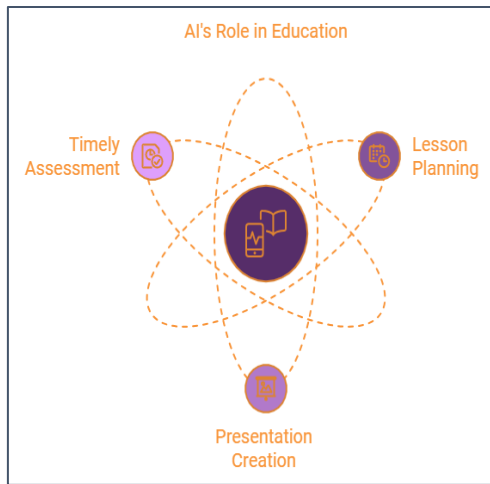 AI's Role in Education
Timely
Assessment
Lesson
Planning
Presentation
Creation